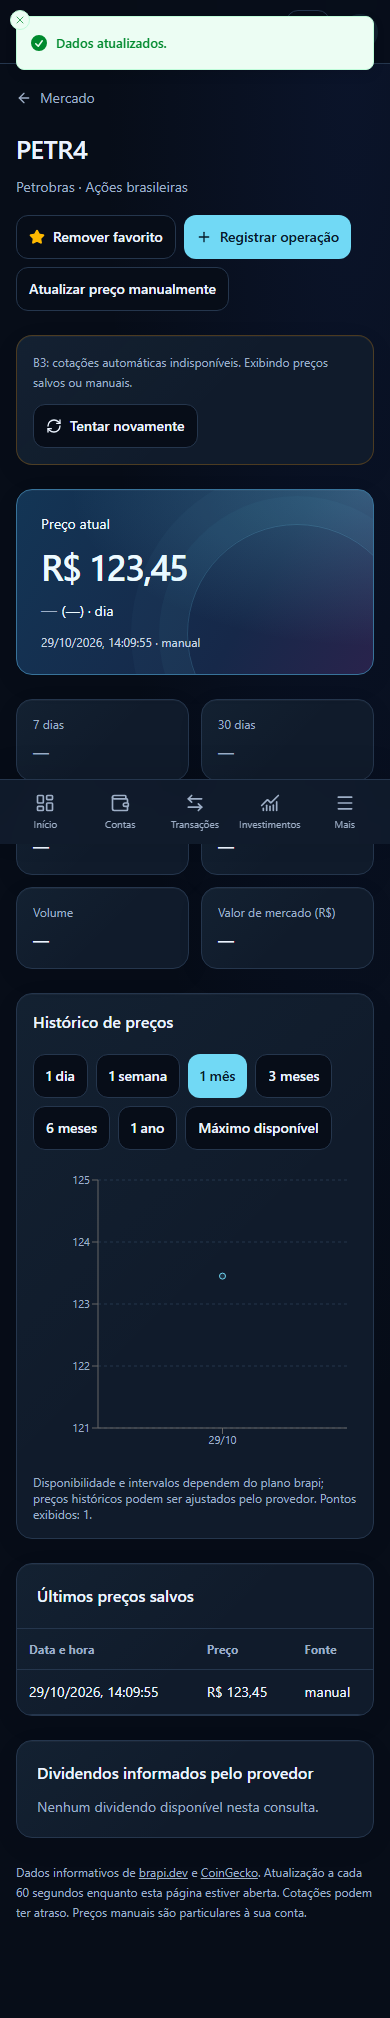 Dados atualizados.
Mercado
PETR4
Petrobras · Ações brasileiras
Remover favorito
Registrar operação
Atualizar preço manualmente
B3: cotações automáticas indisponíveis. Exibindo preços
salvos ou manuais.
Tentar novamente
Preço atual
R$ 123,45
— (—) · dia
29/10/2026, 14:09:55 · manual
7 dias
30 dias
—
—
Início
Contas
Transações
Investimentos
Mais
—
—
Volume
Valor de mercado (R$)
—
—
Histórico de preços
1 dia
1 semana
1 mês
3 meses
6 meses
1 ano
Máximo disponível
125
124
123
122
121
29/10
Disponibilidade e intervalos dependem do plano brapi;
preços históricos podem ser ajustados pelo provedor. Pontos
exibidos: 1.
Últimos preços salvos
Data e hora
Preço
Fonte
29/10/2026, 14:09:55
R$ 123,45
manual
Dividendos informados pelo provedor
Nenhum dividendo disponível nesta consulta.
Dados informativos de brapi.dev e CoinGecko. Atualização a cada
60 segundos enquanto esta página estiver aberta. Cotações podem
ter atraso. Preços manuais são particulares à sua conta.